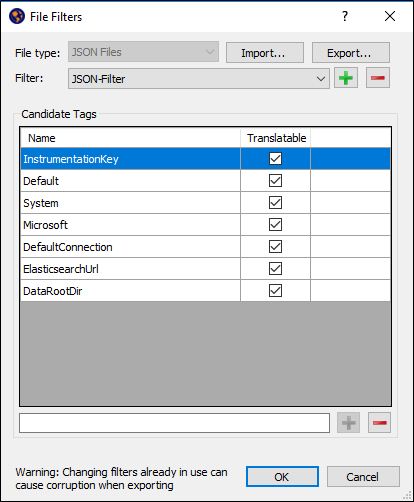 File Filters
File type: JSON Files Import... Export...
Filter: JSON-Filter
Candidate Tags
Name Translatable
InstrumentationKey
Default
System
Microsoft
DefaultConnection
ElasticsearchUrl
DataRootDir
Warning: Changing filters already in use can
cause corruption when exporting
OK Cancel